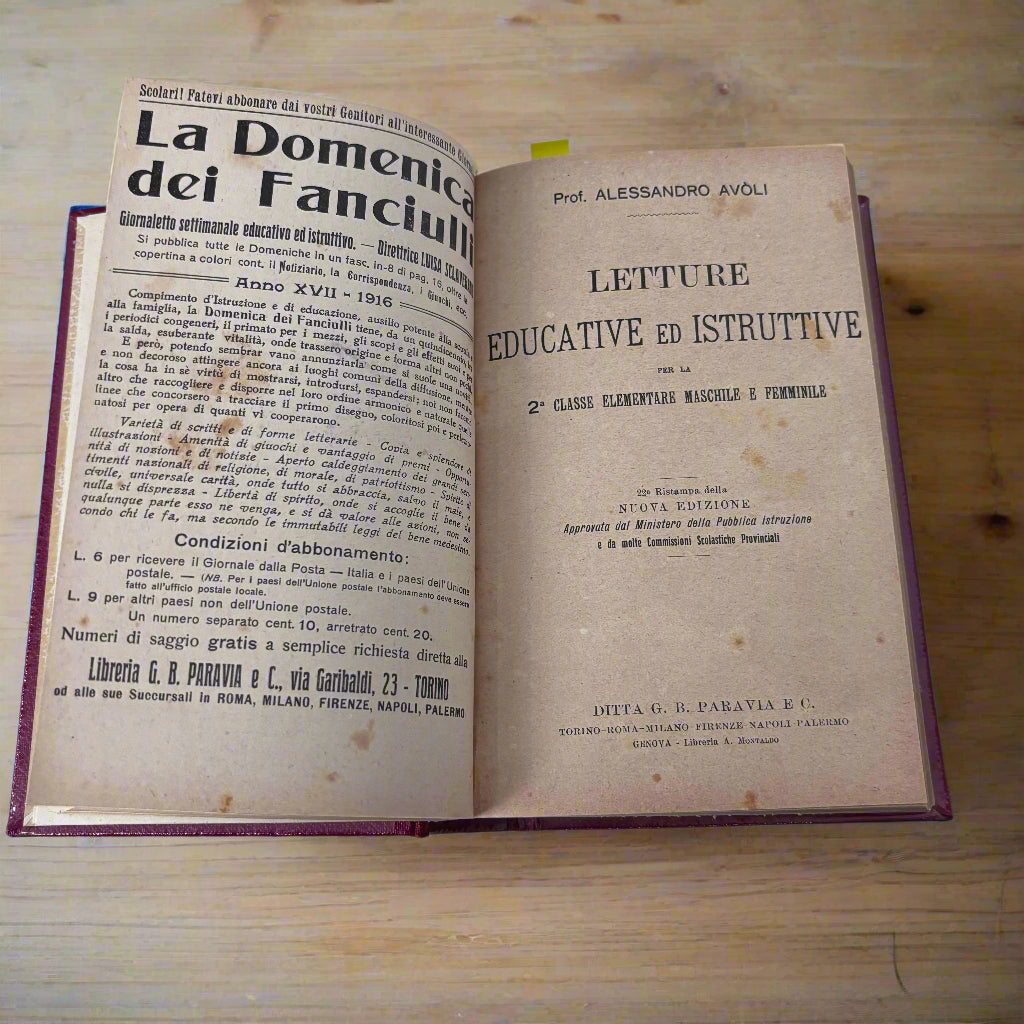 Scolari! Fatevi abbonare dai vostri Genitori all'interessante
La Domenica
dei Fanciulli
Giornaletto settimanale educativo ed istruttivo. — Direttrice LUISA
Si pubblica tutte le Domeniche in un fasc. in-8 di pag. 16, oltre la
copertina a colori cont. il Notiziario, la Corrispondenza, i Giuochi, ecc.
Anno XVII - 1916
Compimento d'Istruzione e di educazione, ausilio potente alla scuola e
alla famiglia, la Domenica dei Fanciulli tiene, da un quindicennio, fra
i periodici congeneri, il primato per i mezzi, gli scopi e gli effetti suoi e per
la salda, esuberante vitalità, onde trassero origine e forma altri non pochi.
E però, potendo sembrar vano annunziarla come si suole una novità,
e non decoroso attingere ancora ai luoghi comuni della diffusione, mentre
la cosa ha in sè virtù di mostrarsi, introdursi, espandersi; noi non
altro che raccogliere e disporre nel loro ordine armonico e naturale
linee che concorsero a tracciare il primo disegno, coloritosi poi e
natosi per opera di quanti vi cooperarono.
Varietà di scritti e di forme letterarie - Copia e splendore di
illustrazioni - Amenità di giuochi e vantaggio di premi -
nità di nozioni e di notizie - Aperto caldeggiamento dei grandi
timenti nazionali di religione, di morale, di patriottismo - Spirito di
civile, universale carità, onde tutto si abbraccia, salvo il male, e
nulla si disprezza - Libertà di spirito, onde si accoglie il bene da
qualunque parte esso ne venga, e si dà valore alle azioni, non se-
condo chi le fa, ma secondo le immutabili leggi del bene medesimo.
Condizioni d'abbonamento:
L. 6 per ricevere il Giornale dalla Posta — Italia e i paesi dell'Unione
postale. — (NB. Per i paesi dell'Unione postale l'abbonamento deve essere
fatto all'ufficio postale locale.
L. 9 per altri paesi non dell'Unione postale.
Un numero separato cent. 10, arretrato cent. 20.
Numeri di saggio gratis a semplice richiesta diretta alla
Libreria G. B. PARAVIA e C., via Garibaldi, 23 - TORINO
od alle sue Succursali in ROMA, MILANO, FIRENZE, NAPOLI, PALERMO
Prof. ALESSANDRO AVÒLI
LETTURE
EDUCATIVE ED ISTRUTTIVE
PER LA
2ª CLASSE ELEMENTARE MASCHILE E FEMMINILE
22ª Ristampa della
NUOVA EDIZIONE
Approvata dal Ministero della Pubblica Istruzione
e da molte Commissioni Scolastiche Provinciali
DITTA G. B. PARAVIA E C.
TORINO-ROMA-MILANO-FIRENZE-NAPOLI-PALERMO
GENOVA - Libreria A. MONTALDO